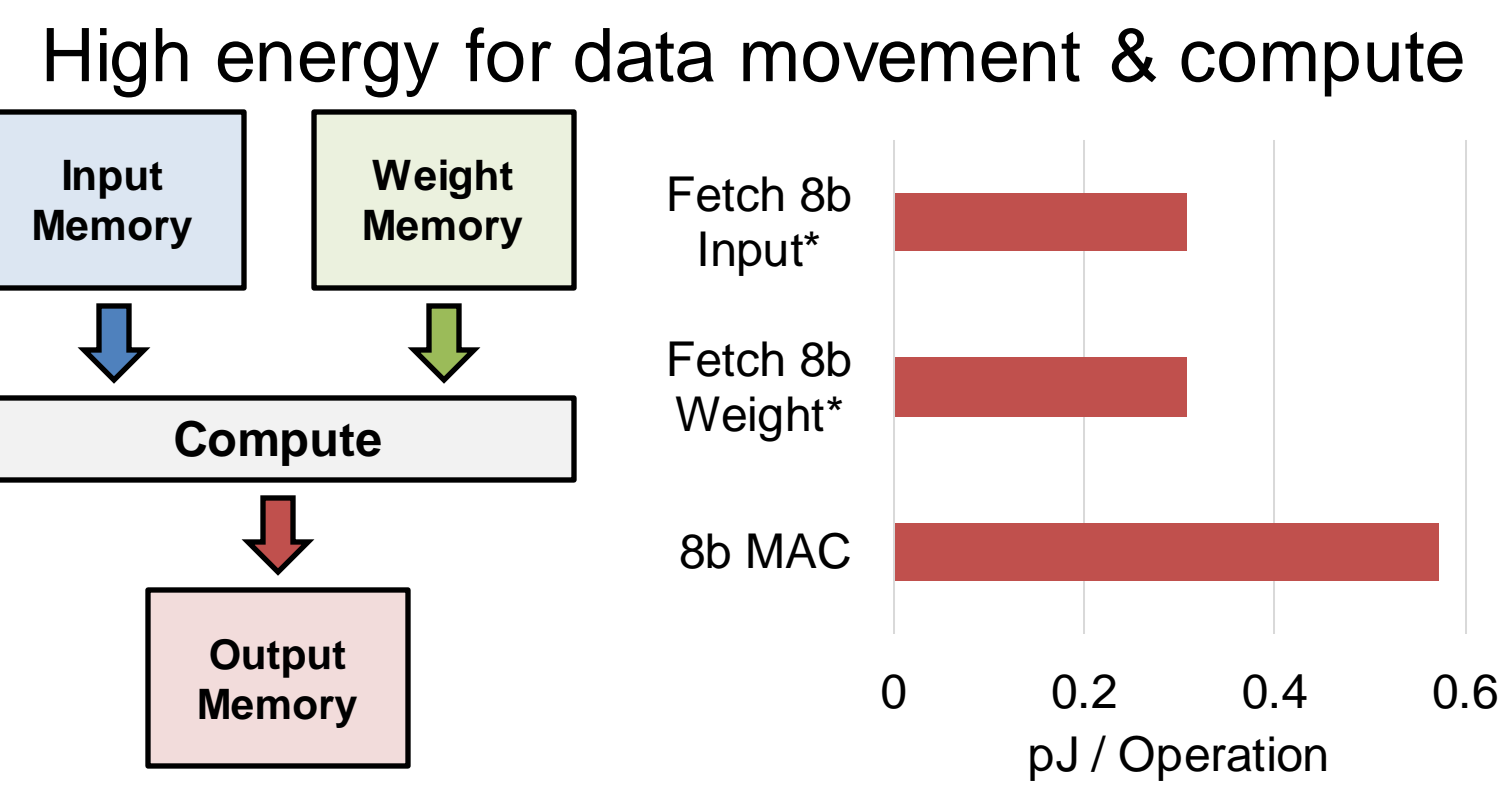 High energy for data movement & compute
Input
Memory
Weight
Memory
Compute
Output
Memory
Fetch 8b
Input*
Fetch 8b
Weight*
8b MAC
0 0.2 0.4 0.6
pJ / Operation